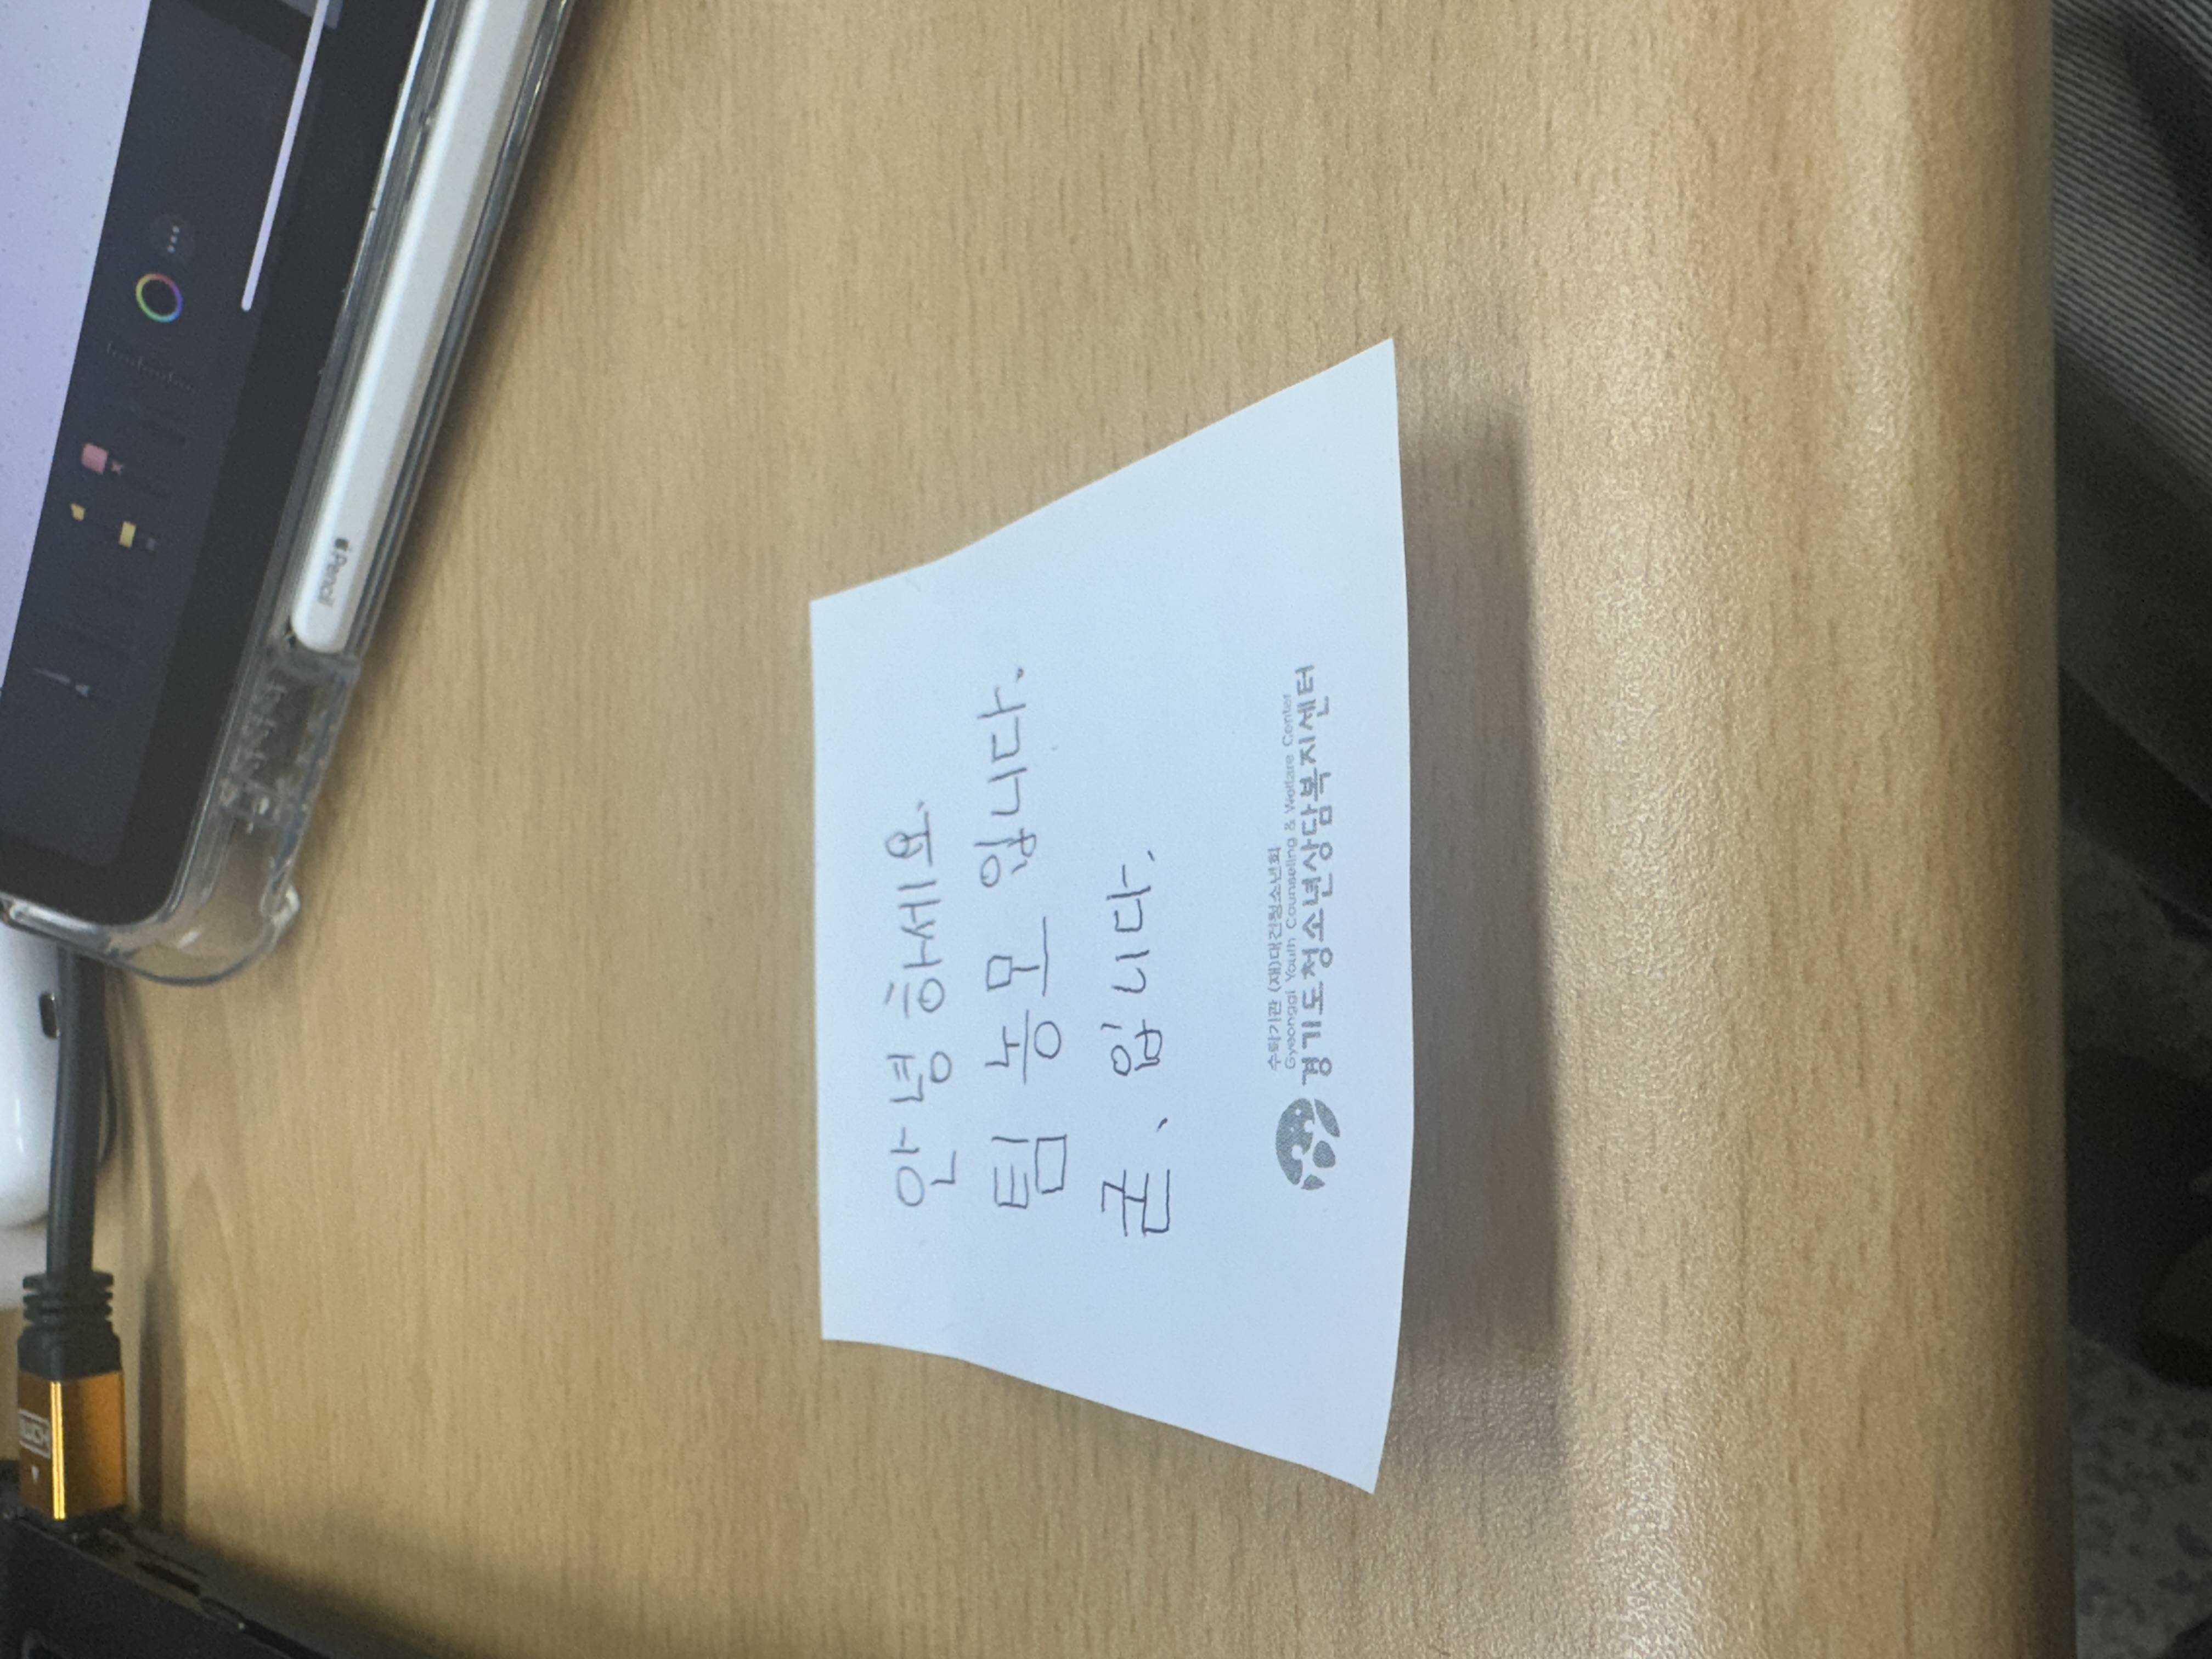 Pencil
안녕하세요.
팀 능모 입니다.
굳、입니다.
수탁기관 (재)대건청소년회
Gyeonggi Youth Counseling & Welfare Center
경기도청소년상담복지센터